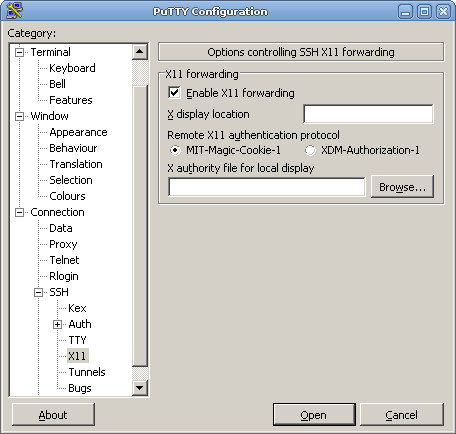 PuTTY Configuration
Category:
Terminal
Keyboard
Bell
Features
Window
Appearance
Behaviour
Translation
Selection
Colours
Connection
Data
Proxy
Telnet
Rlogin
SSH
Kex
Auth
TTY
X11
Tunnels
Bugs
Options controlling SSH X11 forwarding
X11 forwarding
Enable X11 forwarding
X display location
Remote X11 authentication protocol
MIT-Magic-Cookie-1 XDM-Authorization-1
X authority file for local display
Browse...
About Open Cancel